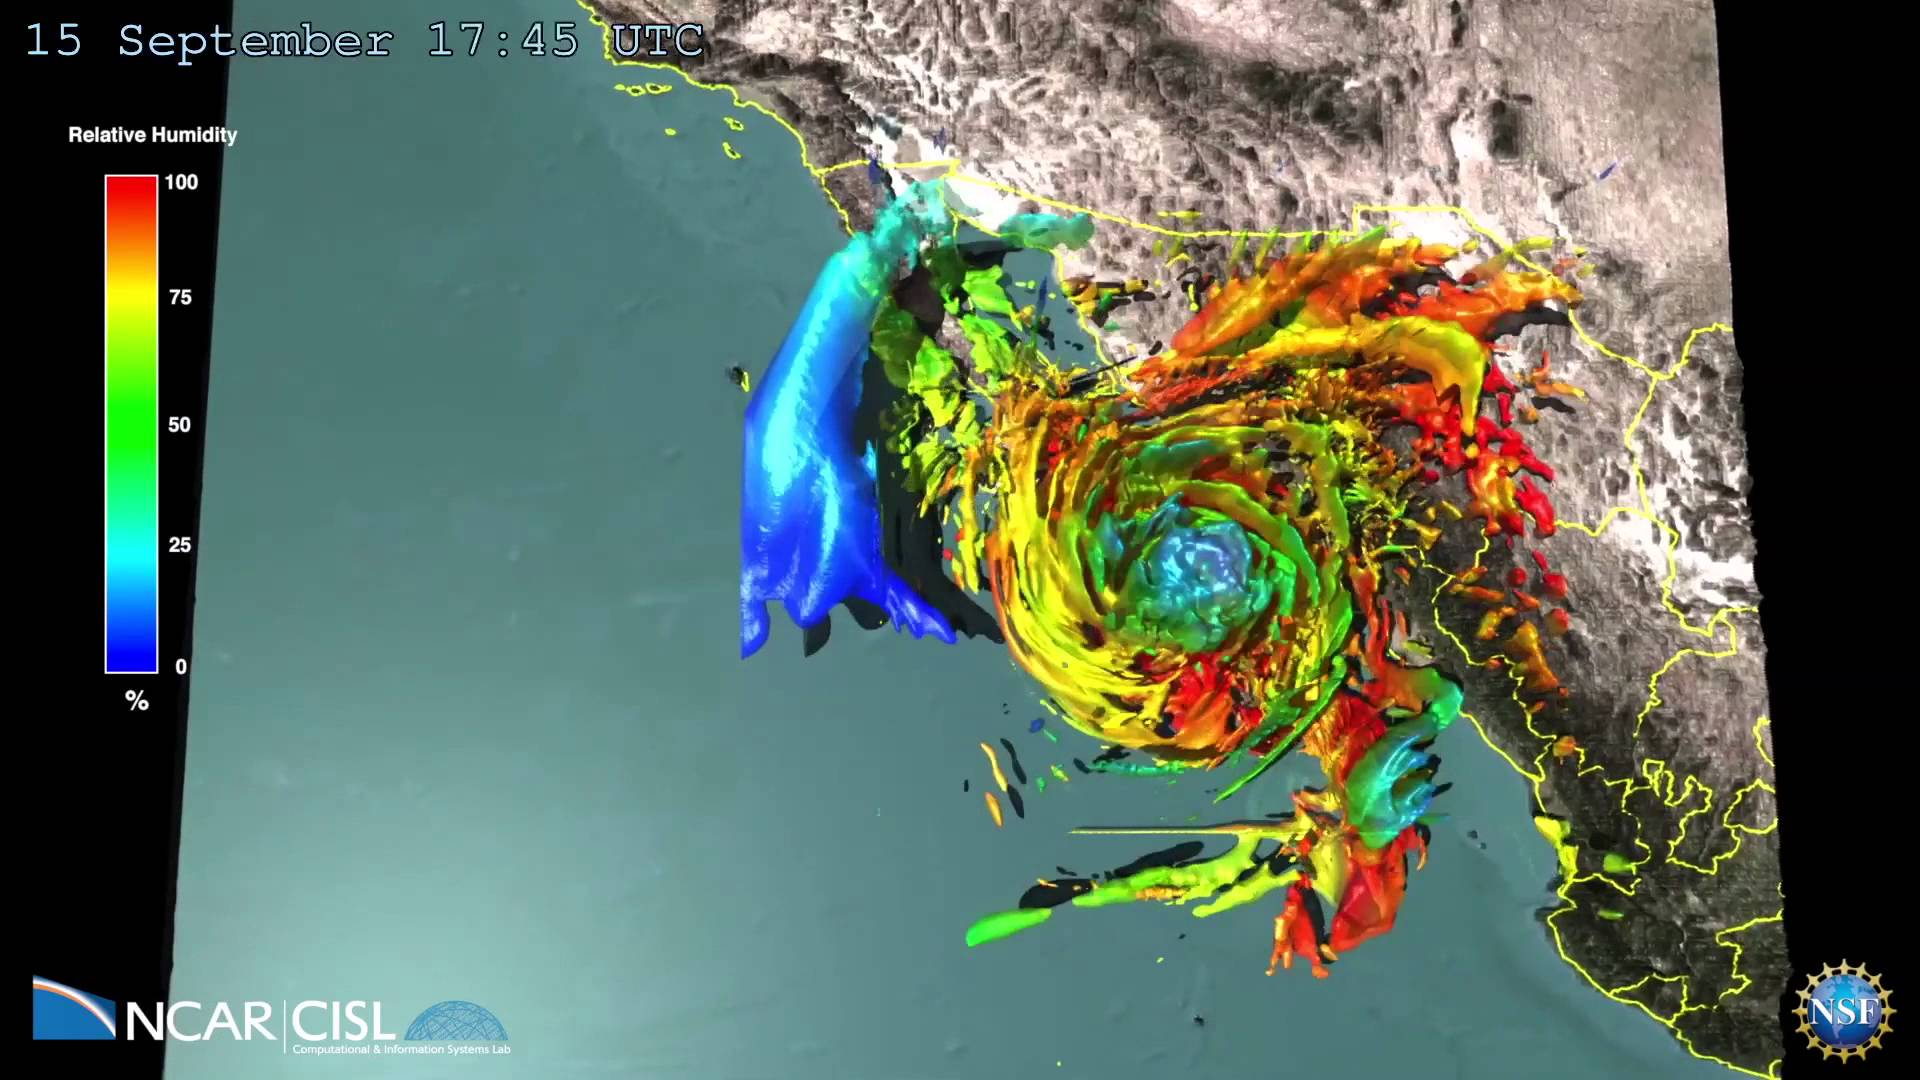 15 September 17:45 UTC
Relative Humidity
100
75
50
25
0
%
NCAR CISL
Computational & Information Systems Lab
NSF